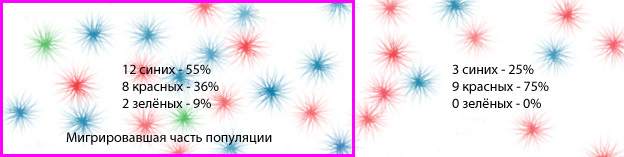 12 синих - 55%
8 красных - 36%
2 зелёных - 9%
Мигрировавшая часть популяции
3 синих - 25%
9 красных - 75%
0 зелёных - 0%